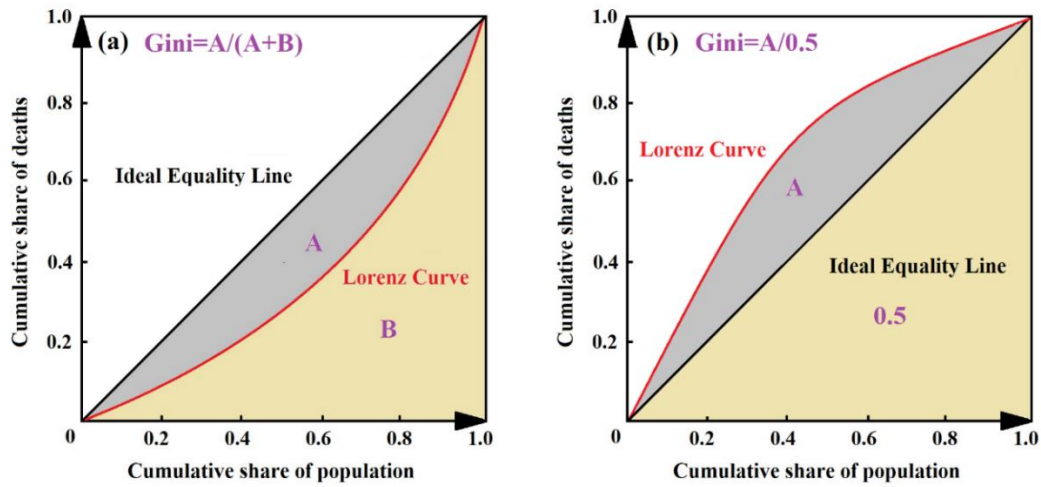 (a) Gini=A/(A+B)
Cumulative share of deaths
1.0
0.8
0.6
0.4
0.2
0
Ideal Equality Line
A
Lorenz Curve
B
0.2
0.4
0.6
0.8
1.0
Cumulative share of population
(b) Gini=A/0.5
Cumulative share of deaths
1.0
0.8
0.6
0.4
0.2
0
Lorenz Curve
A
Ideal Equality Line
0.5
0.2
0.4
0.6
0.8
1.0
Cumulative share of population